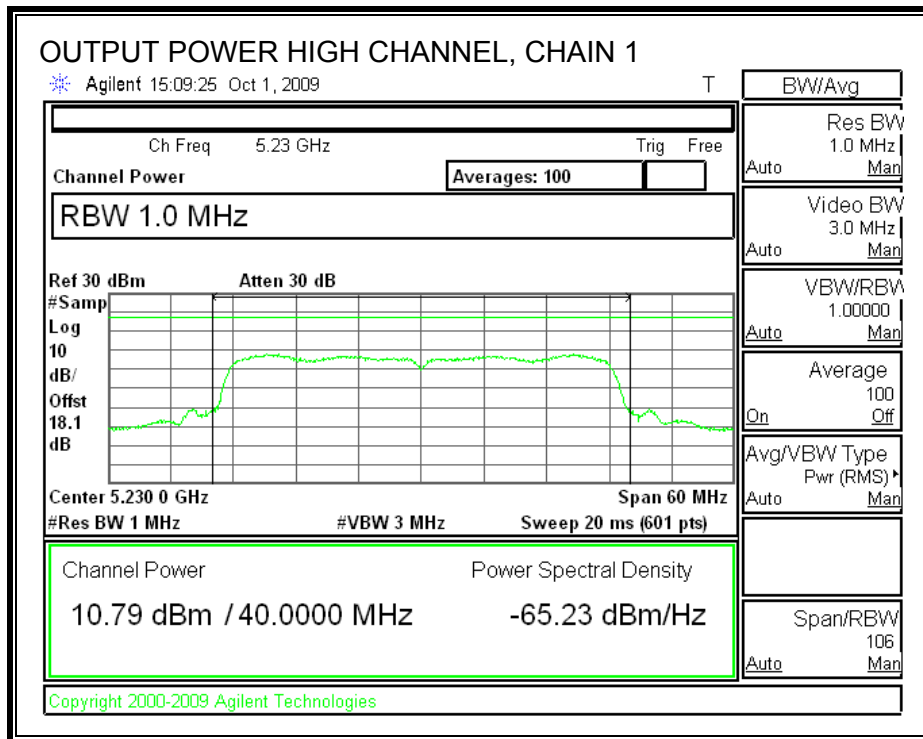 OUTPUT POWER HIGH CHANNEL, CHAIN 1
Agilent 15:09:25 Oct 1, 2009
T
Ch Freq 5.23 GHz
Trig Free
Channel Power
Averages: 100
RBW 1.0 MHz
Ref 30 dBm
Atten 30 dB
#Samp
Log
10
dB/
Offst
18.1
dB
Center 5.230 0 GHz
Span 60 MHz
#Res BW 1 MHz
#VBW 3 MHz
Sweep 20 ms (601 pts)
Channel Power
Power Spectral Density
10.79 dBm / 40.0000 MHz
-65.23 dBm/Hz
Copyright 2000-2009 Agilent Technologies
BW/Avg
Res BW
1.0 MHz
Auto Man
Video BW
3.0 MHz
Auto Man
VBW/RBW
1.00000
Auto Man
Average
100
On Off
Avg/VBW Type
Pwr (RMS)
Auto Man
Span/RBW
106
Auto Man